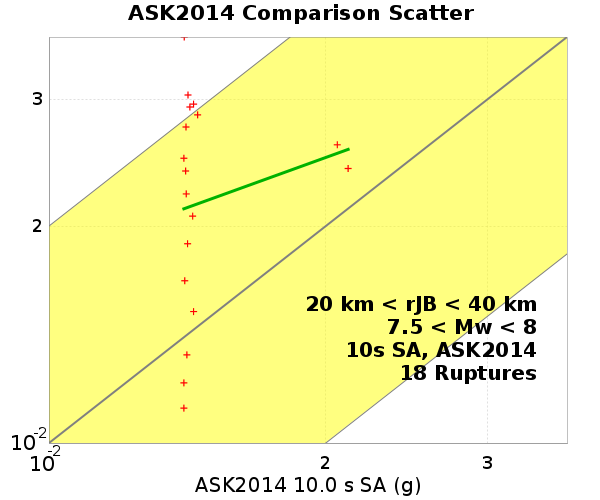 ASK2014 Comparison Scatter
3
2
20 km < rJB < 40 km
7.5 < Mw < 8
10s SA, ASK2014
18 Ruptures
10-2
10-2 2 3
ASK2014 10.0 s SA (g)